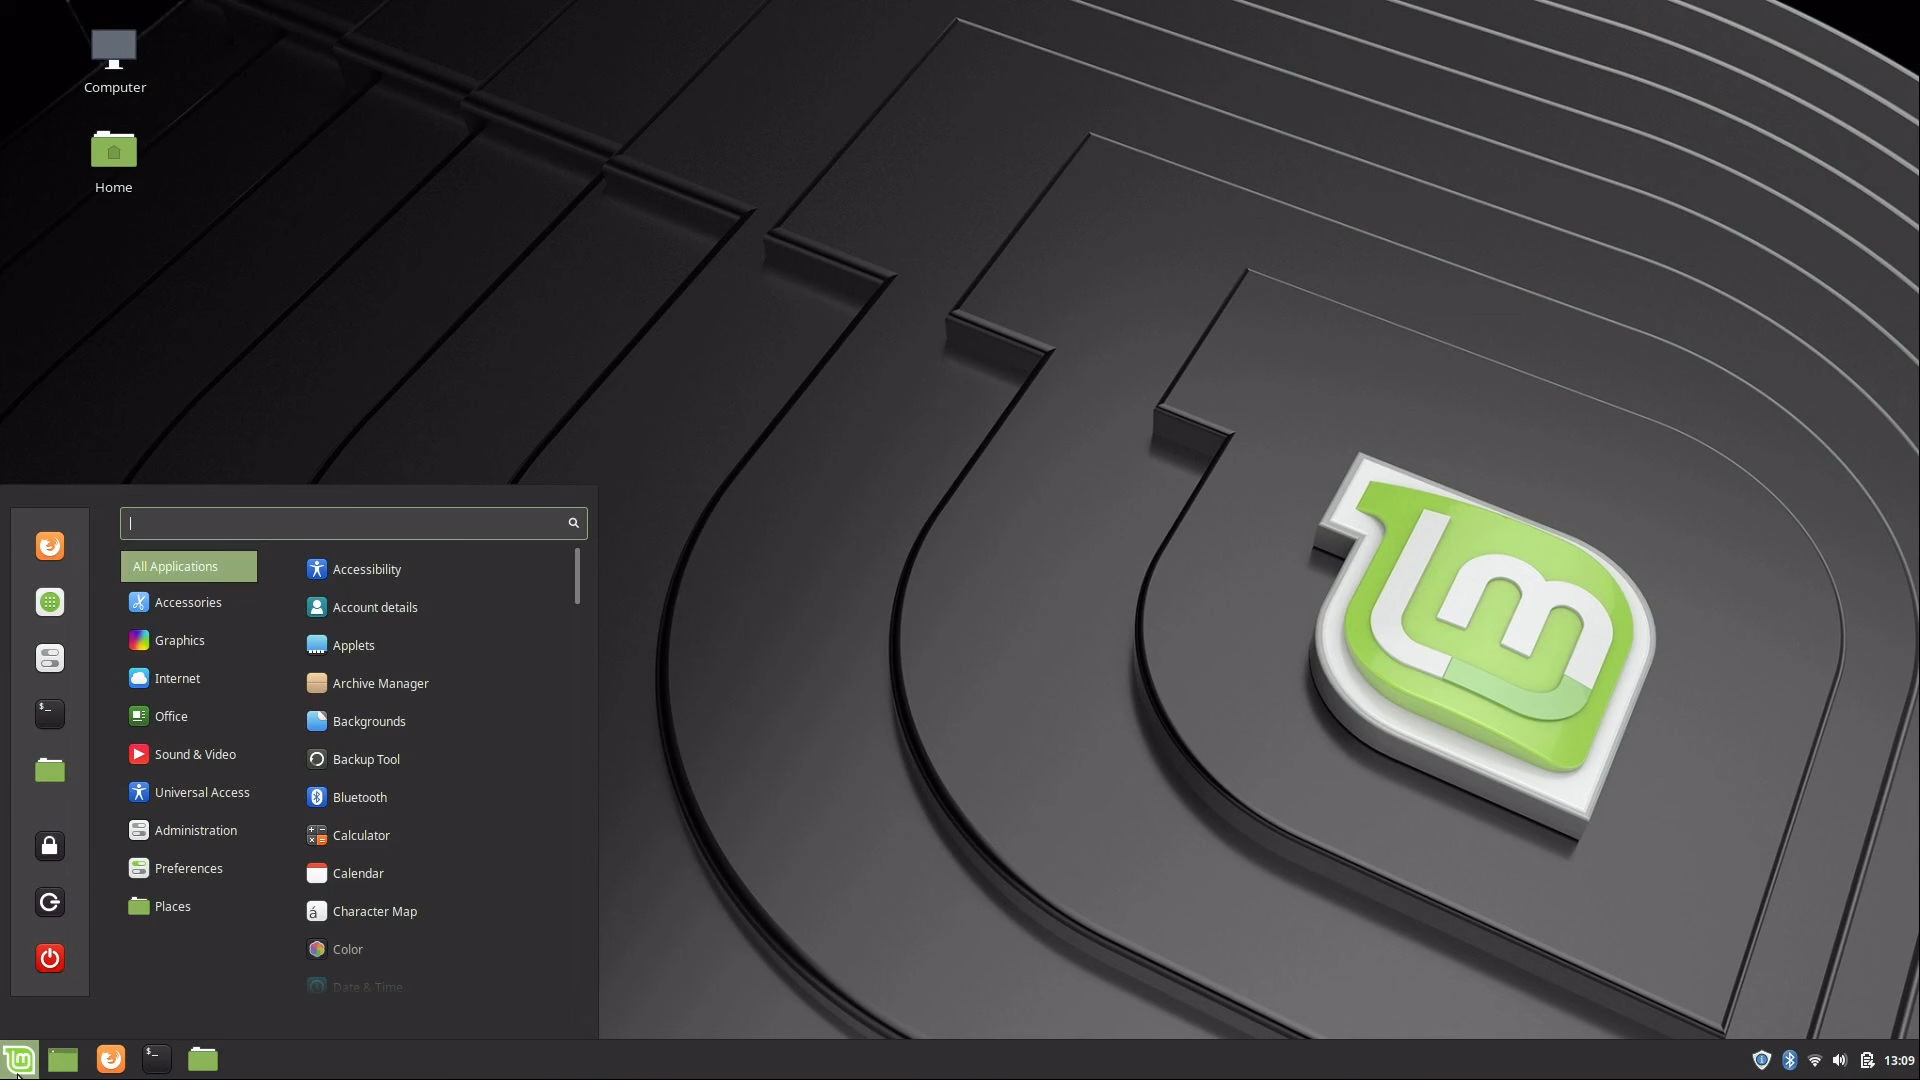 Computer
Home
All Applications
Accessories
Graphics
Internet
Office
Sound & Video
Universal Access
Administration
Preferences
Places
Accessibility
Account details
Applets
Archive Manager
Backgrounds
Backup Tool
Bluetooth
Calculator
Calendar
Character Map
Color
Date & Time
13:09